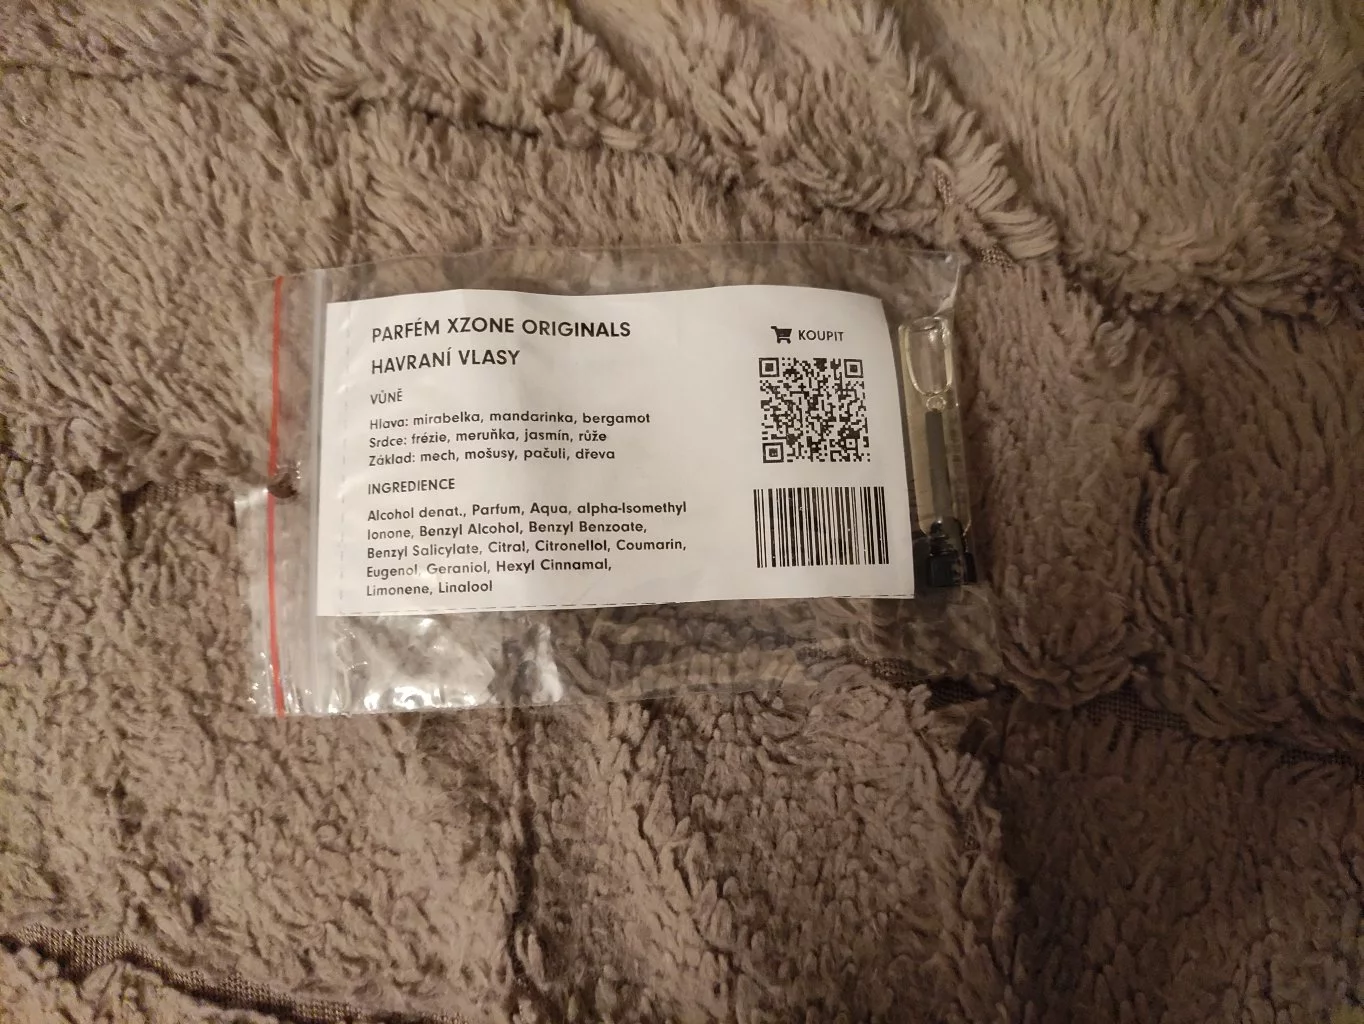 PARFÉM XZONE ORIGINALS
HAVRANÍ VLASY
VŮNĚ
Hlava: mirabelka, mandarinka, bergamot
Srdce: frézie, meruňka, jasmín, růže
Základ: mech, mošusy, pačuli, dřeva
INGREDIENCE
Alcohol denat., Parfum, Aqua, alpha-Isomethyl
Ionone, Benzyl Alcohol, Benzyl Benzoate,
Benzyl Salicylate, Citral, Citronellol, Coumarin,
Eugenol, Geraniol, Hexyl Cinnamal,
Limonene, Linalool
KOUPIT